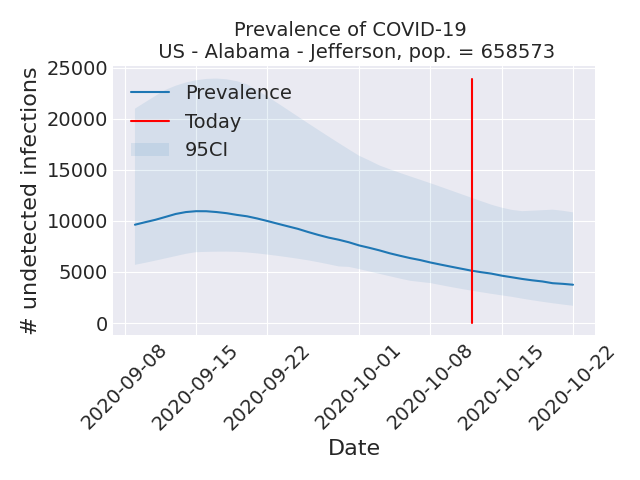 Prevalence of COVID-19
US - Alabama - Jefferson, pop. = 658573
# undetected infections
25000
20000
15000
10000
5000
0
Prevalence
Today
95CI
2020-09-08
2020-09-15
2020-09-22
2020-10-01
2020-10-08
2020-10-15
2020-10-22
Date